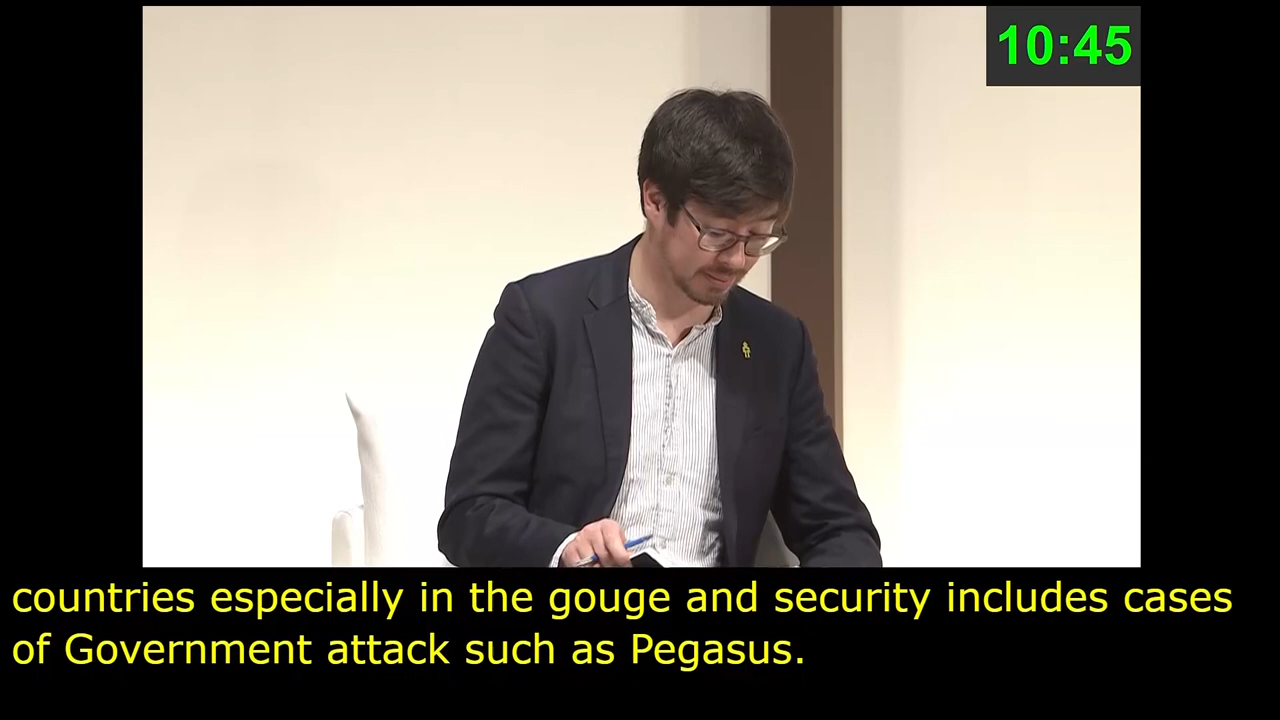 10:45
countries especially in the gouge and security includes cases
of Government attack such as Pegasus.